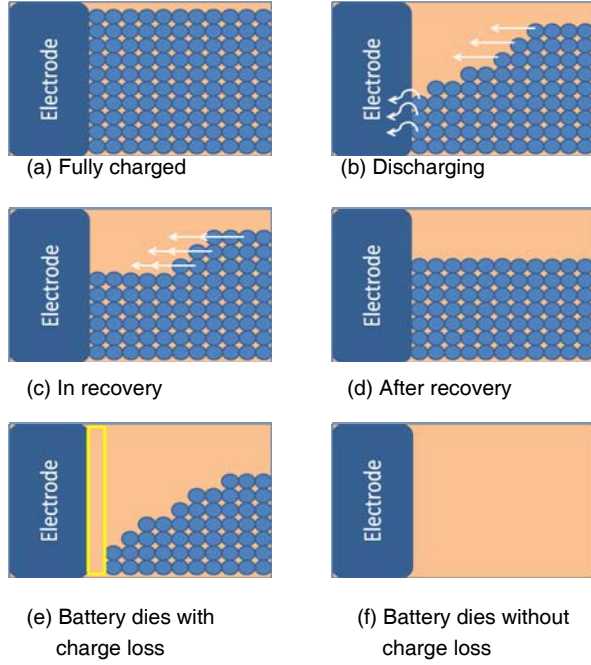 Electrode
Electrode
(a) Fully charged
(b) Discharging
Electrode
Electrode
(c) In recovery
(d) After recovery
Electrode
Electrode
(e) Battery dies with
charge loss
(f) Battery dies without
charge loss